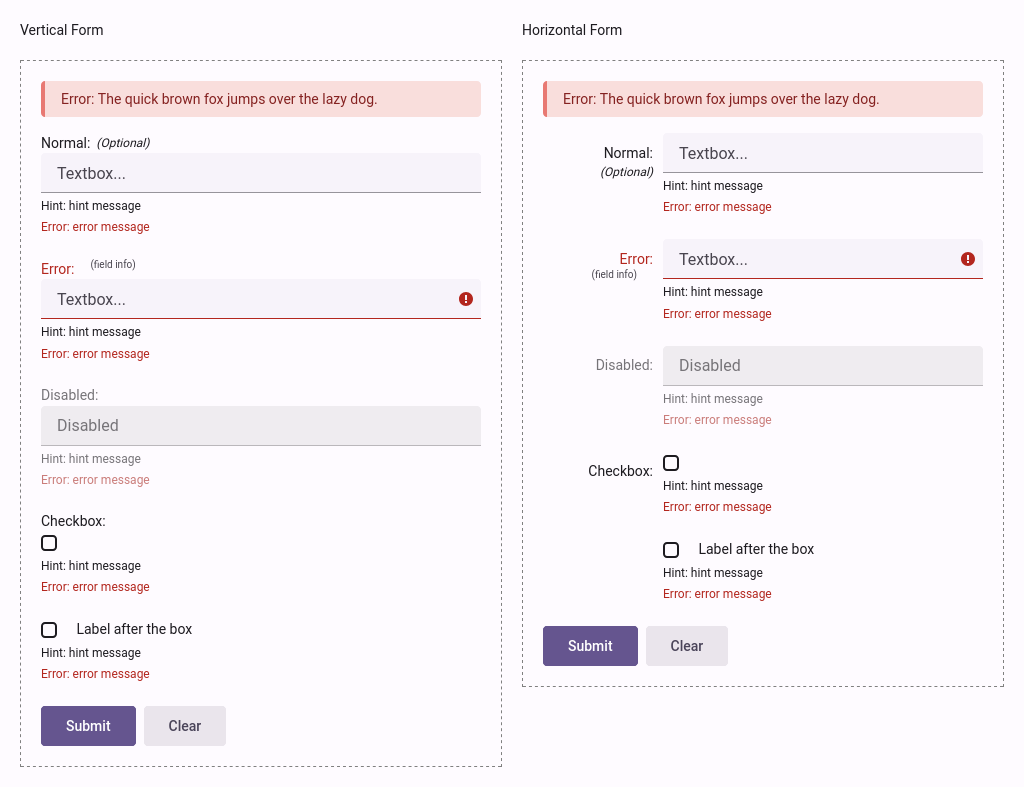 Vertical Form
Error: The quick brown fox jumps over the lazy dog.
Normal: (Optional)
Textbox...
Hint: hint message
Error: error message
Error: (field info)
Textbox...
Hint: hint message
Error: error message
Disabled:
Disabled
Hint: hint message
Error: error message
Checkbox:
Hint: hint message
Error: error message
Label after the box
Hint: hint message
Error: error message
Submit Clear
Horizontal Form
Error: The quick brown fox jumps over the lazy dog.
Normal: Textbox...
(Optional)
Hint: hint message
Error: error message
Error: Textbox...
(field info)
Hint: hint message
Error: error message
Disabled: Disabled
Hint: hint message
Error: error message
Checkbox:
Hint: hint message
Error: error message
Label after the box
Hint: hint message
Error: error message
Submit Clear